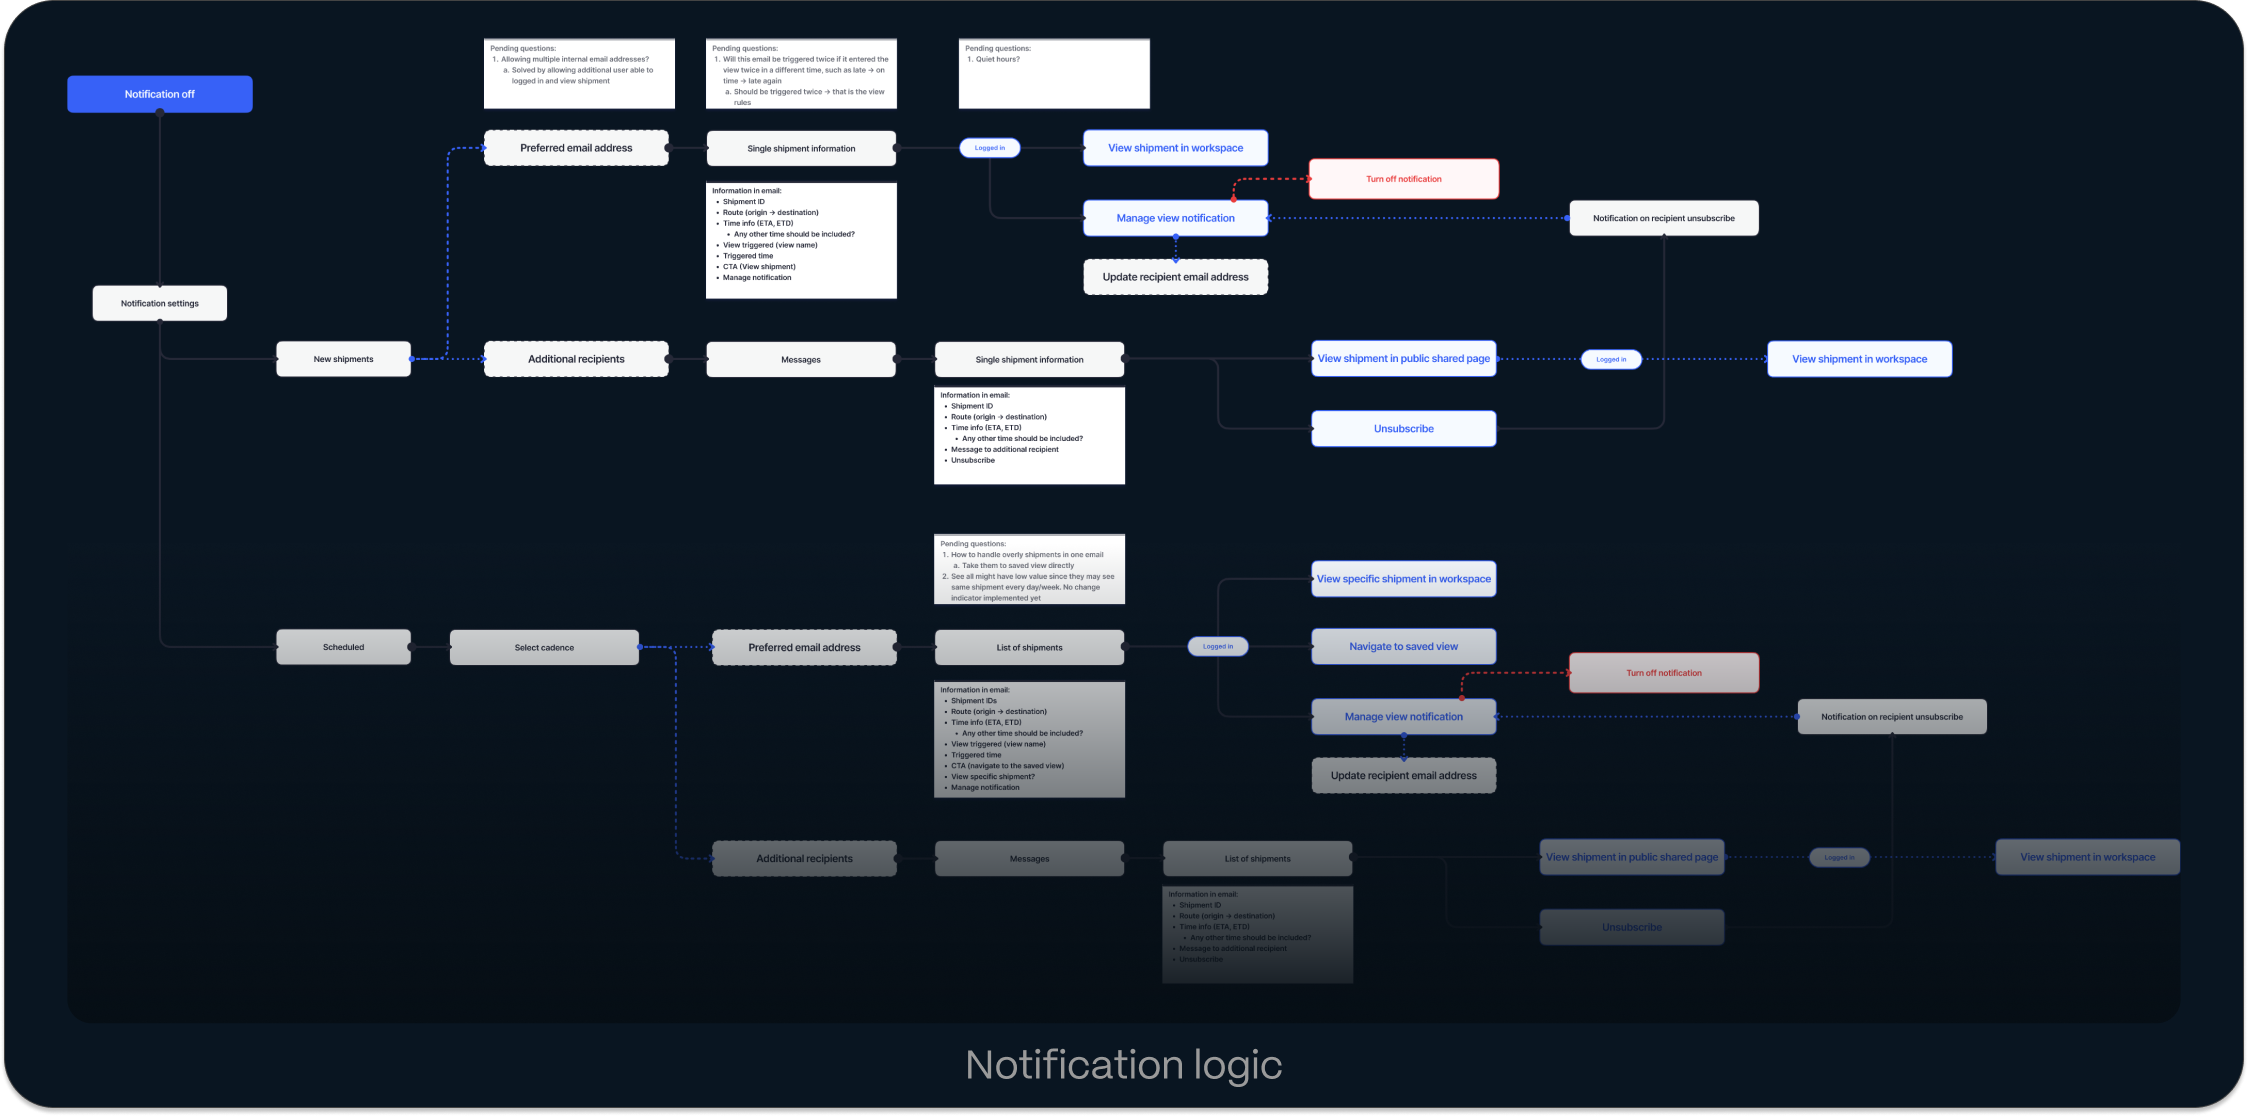 Pending questions:
1. Allowing multiple internal email addresses?
a. Solved by allowing additional user able to
logged in and view shipment
Pending questions:
1. Will this email be triggered twice if it entered the
view twice in a different time, such as late → on
time → late again
a. Should be triggered twice → that is the view
rules
Pending questions:
1. Quiet hours?
Notification off
Preferred email address
Single shipment information
Logged in
View shipment in workspace
Turn off notification
Information in email:
• Shipment ID
• Route (origin → destination)
• Time info (ETA, ETD)
• Any other time should be included?
• View triggered (view name)
• Triggered time
• CTA (View shipment)
• Manage notification
Manage view notification
Notification on recipient unsubscribe
Update recipient email address
Notification settings
New shipments
Additional recipients
Messages
Single shipment information
View shipment in public shared page
Logged in
View shipment in workspace
Information in email:
• Shipment ID
• Route (origin → destination)
• Time info (ETA, ETD)
• Any other time should be included?
• Message to additional recipient
• Unsubscribe
Unsubscribe
Pending questions:
1. How to handle overly shipments in one email
a. Take them to saved view directly
2. See all might have low value since they may see
same shipment every day/week. No change
indicator implemented yet
View specific shipment in workspace
Scheduled
Select cadence
Preferred email address
List of shipments
Logged in
Navigate to saved view
Turn off notification
Information in email:
• Shipment IDs
• Route (origin → destination)
• Time info (ETA, ETD)
• Any other time should be included?
• View triggered (view name)
• Triggered time
• CTA (navigate to the saved view)
• View specific shipment?
• Manage notification
Manage view notification
Notification on recipient unsubscribe
Update recipient email address
Additional recipients
Messages
List of shipments
View shipment in public shared page
Logged in
View shipment in workspace
Information in email:
• Shipment ID
• Route (origin → destination)
• Time info (ETA, ETD)
• Any other time should be included?
• Message to additional recipient
• Unsubscribe
Unsubscribe
Notification logic